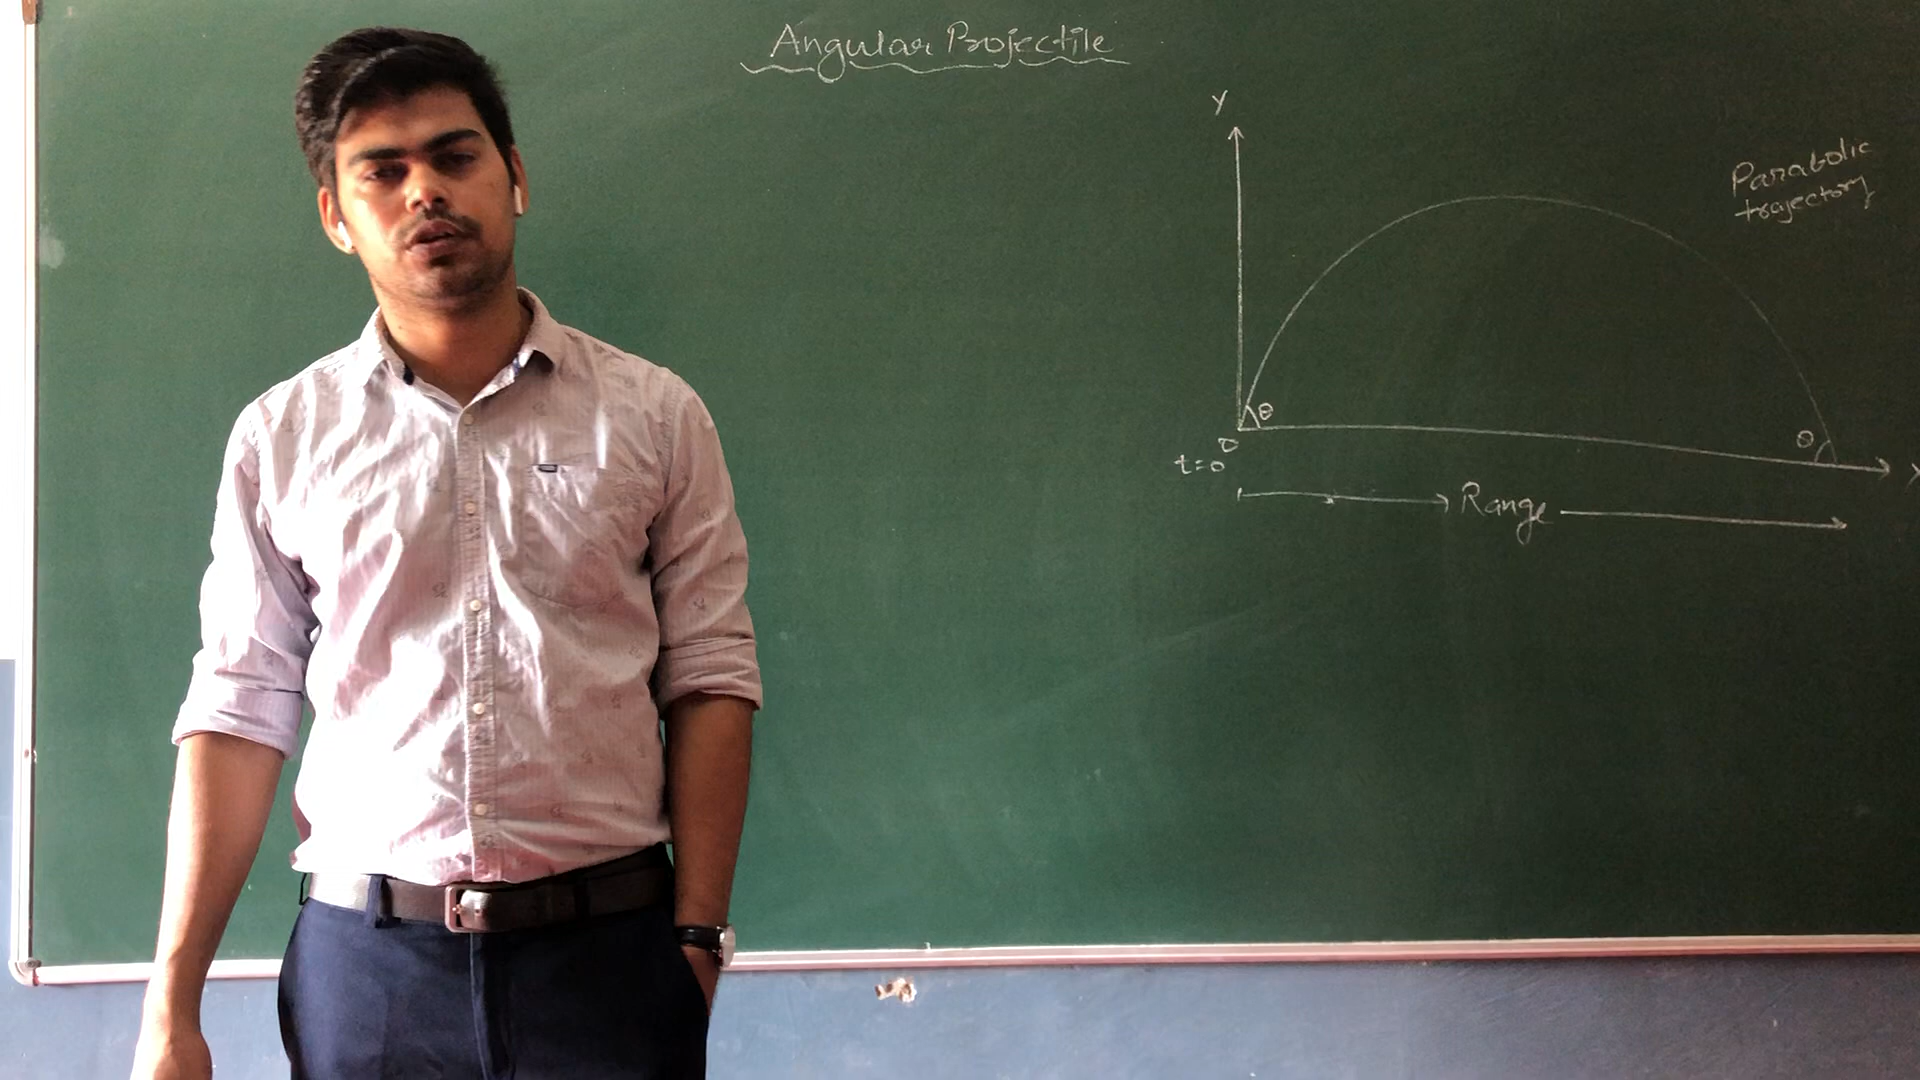 Angular Projectile
Y
Parabolic
trajectory
θ
θ
O
t=0
X
Range